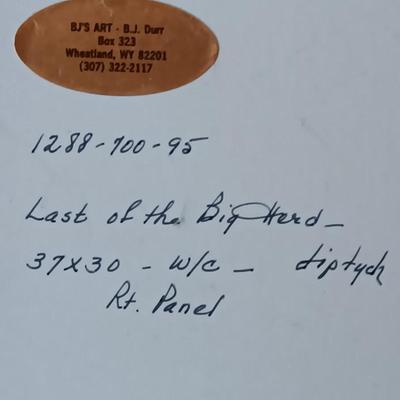 BJ'S ART - B.J. Durr
Box 323
Wheatland, WY 82201
(307) 322-2117
1288-700-95
Last of the Big Herd -
37x30 - w/c - diptych
Rt. Panel